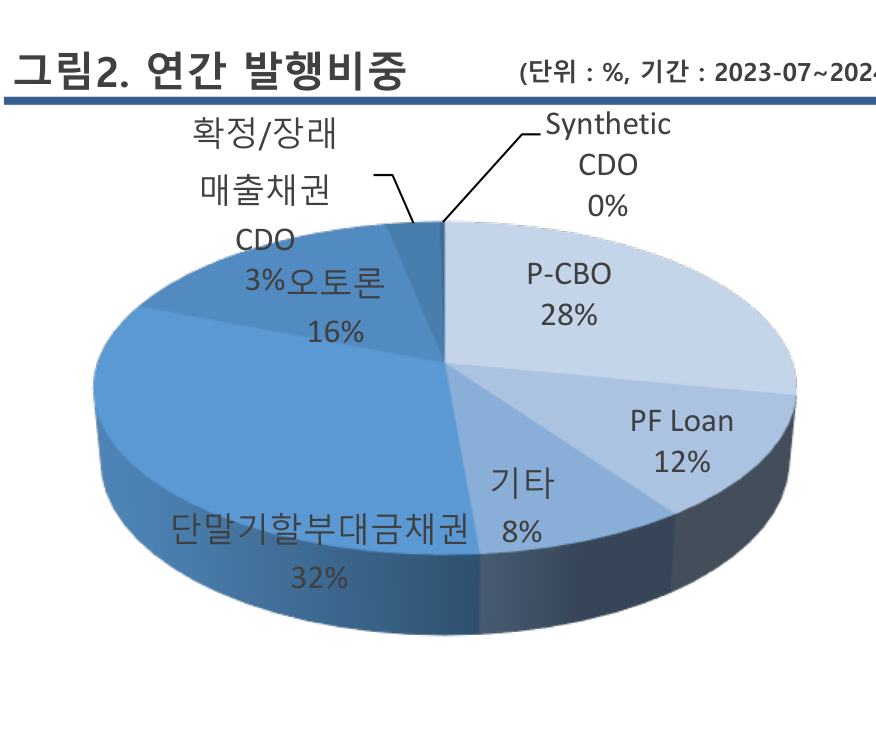 그림2. 연간 발행비중
(단위 : %, 기간 : 2023-07~202
확정/장래
매출채권
CDO
3%
Synthetic
CDO
0%
오토론
16%
P-CBO
28%
PF Loan
12%
기타
8%
단말기할부대금채권
32%